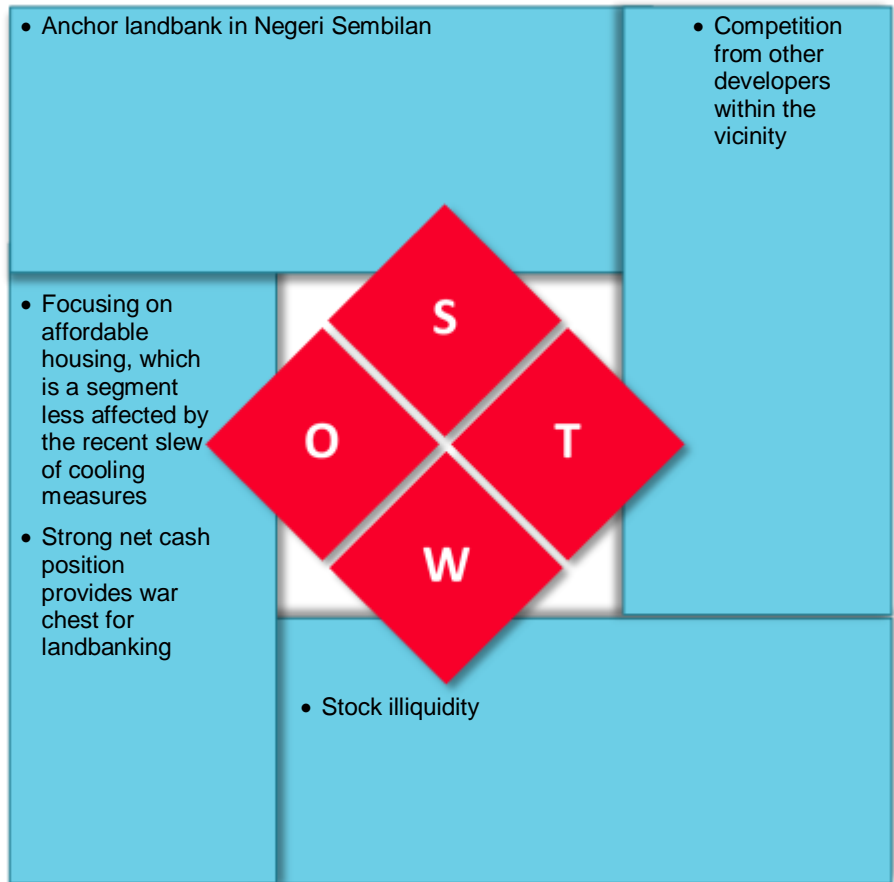 • Anchor landbank in Negeri Sembilan
• Competition
from other
developers
within the
vicinity
• Focusing on
affordable
housing, which
is a segment
less affected by
the recent slew
of cooling
measures
• Strong net cash
position
provides war
chest for
landbanking
S
O
T
W
• Stock illiquidity